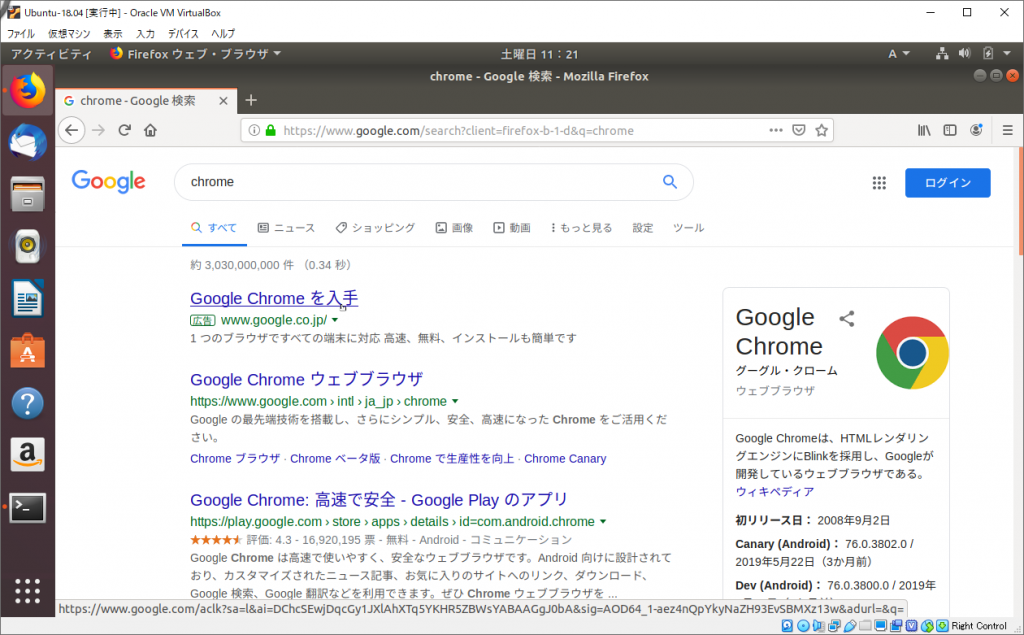 Ubuntu-18.04 [実行中] - Oracle VM VirtualBox
ファイル 仮想マシン 表示 入力 デバイス ヘルプ
アクティビティ Firefox ウェブ・ブラウザ 土曜日 11：21 A
chrome - Google 検索 - Mozilla Firefox
chrome - Google 検索
https://www.google.com/search?client=firefox-b-1-d&q=chrome
Google
chrome
ログイン
すべて ニュース ショッピング 画像 動画 もっと見る 設定 ツール
約 3,030,000,000 件 （0.34 秒）
Google Chrome を入手
広告 www.google.co.jp/
1 つのブラウザですべての端末に対応 高速、無料、インストールも簡単です
Google Chrome ウェブブラウザ
https://www.google.com › intl › ja_jp › chrome
Google の最先端技術を搭載し、さらにシンプル、安全、高速になった Chrome をご活用くだ
さい。
Chrome ブラウザ · Chrome ベータ版 · Chrome で生産性を向上 · Chrome Canary
Google Chrome: 高速で安全 - Google Play のアプリ
https://play.google.com › store › apps › details › id=com.android.chrome
評価: 4.3 - 16,920,195 票 - 無料 - Android - コミュニケーション
Google Chrome は高速で使いやすく、安全なウェブブラウザです。Android 向けに設計されて
おり、カスタマイズされたニュース記事、お気に入りのサイトへのリンク、ダウンロード、
Google 検索、Google 翻訳などを利用できます。ぜひ Chrome ウェブブラウザを ...
Google
Chrome
グーグル・クローム
ウェブブラウザ
Google Chromeは、HTMLレンダリ
ングエンジンにBlinkを採用し、Googleが
開発しているウェブブラウザである。
ウィキペディア
初リリース日： 2008年9月2日
Canary (Android)： 76.0.3802.0 /
2019年5月22日（3か月前）
Dev (Android)： 76.0.3800.0 / 2019年
https://www.google.com/aclk?sa=l&ai=DChcSEwjDqcGy1JXlAhXTq5YKHR5ZBWsYABAAGgJ0bA&sig=AOD64_1-aez4nQpYkyNaZH93EvSBMXz13w&adurl=&q=
Right Control